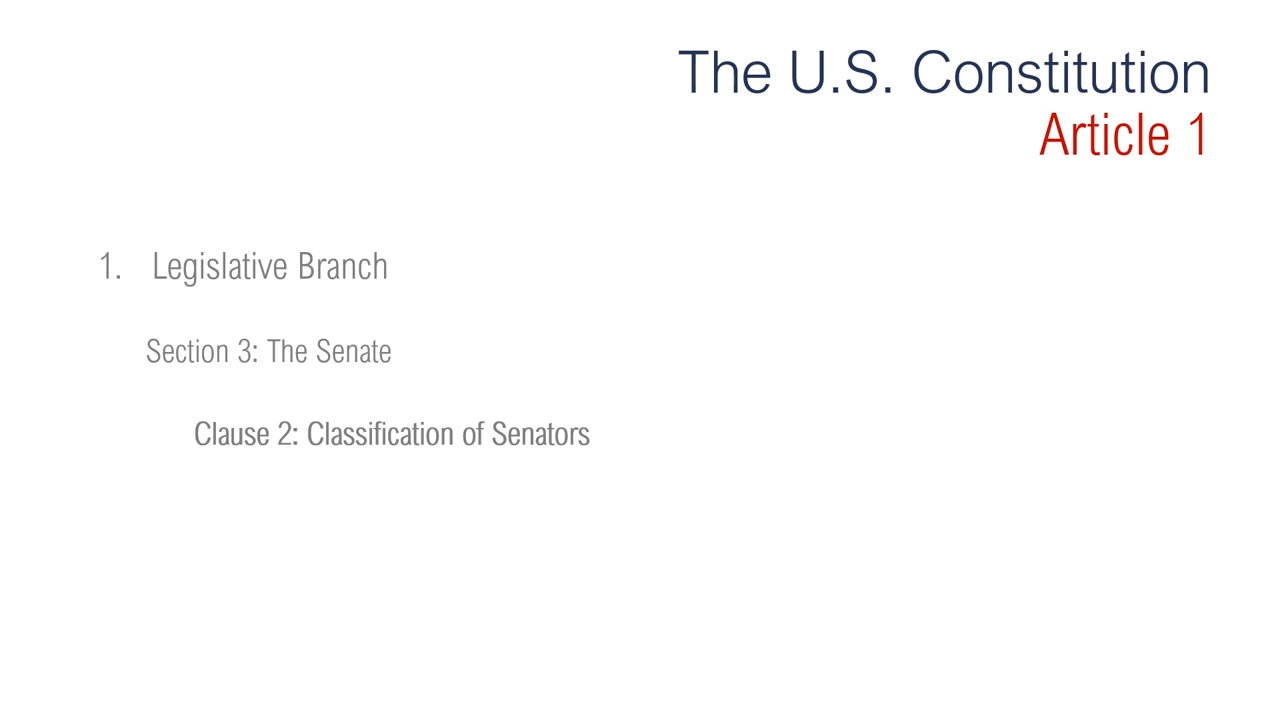 The U.S. Constitution
Article 1
1. Legislative Branch
Section 3: The Senate
Clause 2: Classification of Senators